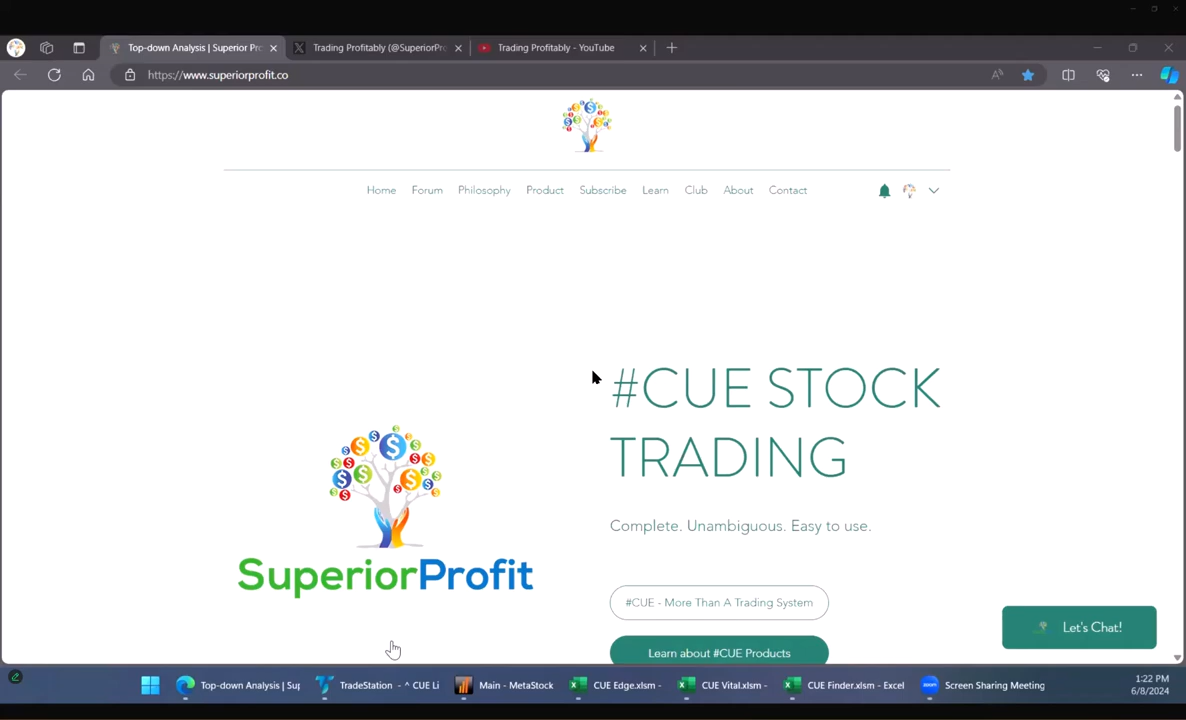 Top-down Analysis | Superior Pr
Trading Profitably (@SuperiorPr
Trading Profitably - YouTube
https://www.superiorprofit.co
Home Forum Philosophy Product Subscribe Learn Club About Contact
#CUE STOCK
TRADING
Complete. Unambiguous. Easy to use.
SuperiorProfit
#CUE - More Than A Trading System
Learn about #CUE Products
Let's Chat!
Top-down Analysis | Sup
TradeStation - ^ CUE Li
Main - MetaStock
CUE Edge.xlsm -
CUE Vital.xlsm -
CUE Finder.xlsm - Excel
Screen Sharing Meeting
1:22 PM
6/8/2024